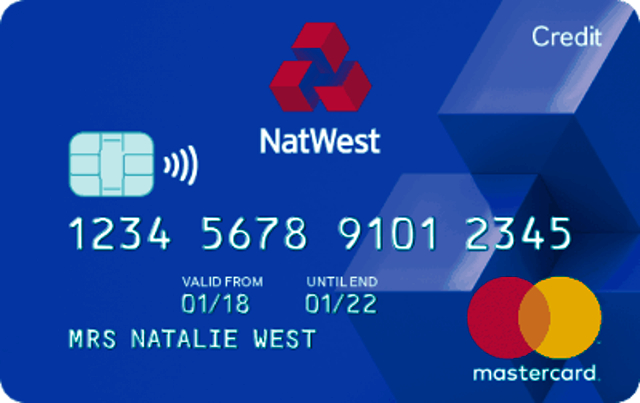 Credit
NatWest
1234 5678 9101 2345
VALID FROM UNTIL END
01/18 01/22
MRS NATALIE WEST
mastercard.